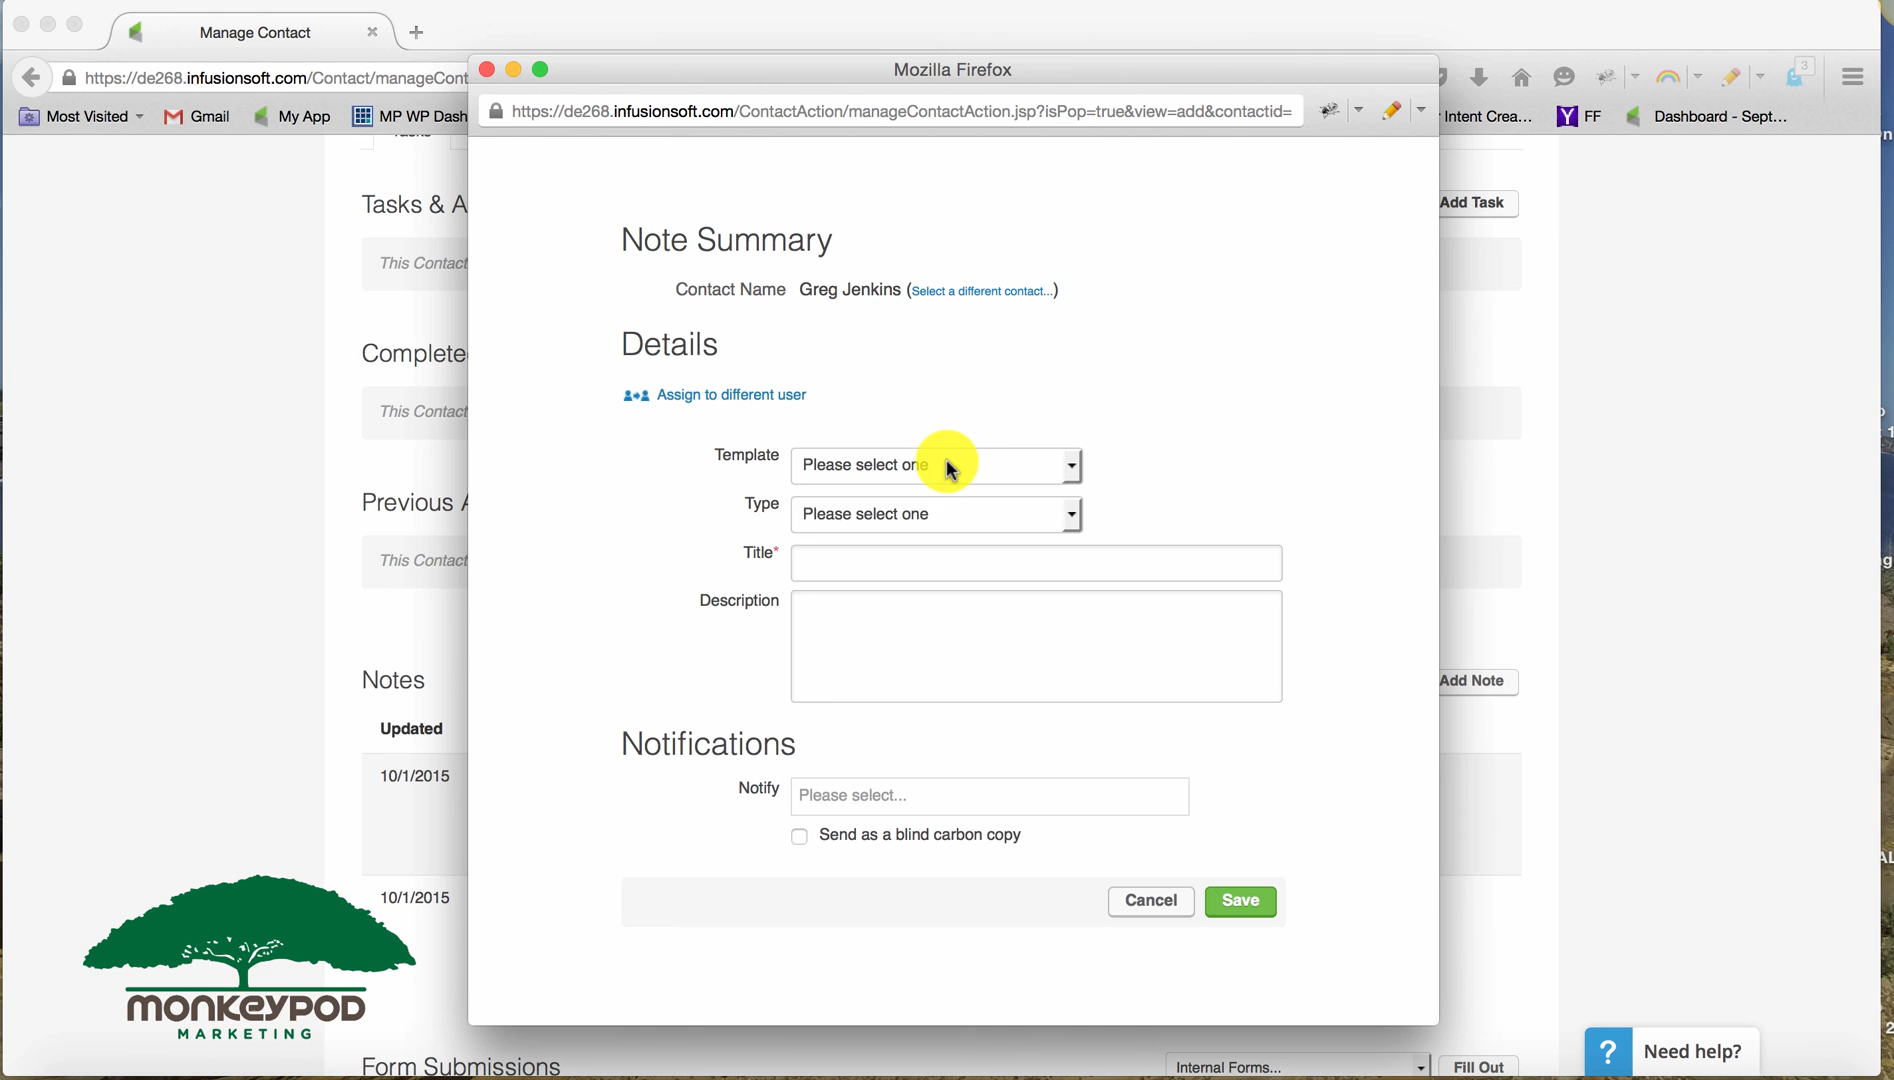 Manage Contact
Mozilla Firefox
3
https://de268.infusionsoft.com/Contact/manageCont
https://de268.infusionsoft.com/ContactAction/manageContactAction.jsp?isPop=true&view=add&contactid=
Most Visited
Gmail
My App
MP WP Dash
Intent Crea...
FF
Dashboard - Sept...
Tasks & A
Add Task
This Contact
Note Summary
Contact Name Greg Jenkins (Select a different contact...)
Details
Complete
Assign to different user
This Contact
Template Please select one
Previous A
Type Please select one
Title*
This Contact
Description
Notes
Add Note
Updated
Notifications
10/1/2015
Notify Please select...
Send as a blind carbon copy
10/1/2015
Cancel
Save
MONKEYPOD
MARKETING
Form Submissions
Internal Forms...
Fill Out
? Need help?